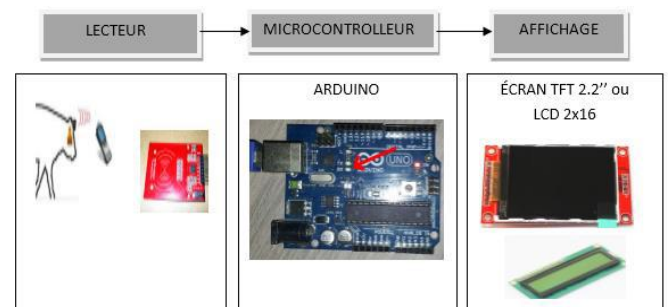 LECTEUR
MICROCONTROLLEUR
AFFICHAGE
ARDUINO
ÉCRAN TFT 2.2’’ ou
LCD 2x16
UNO